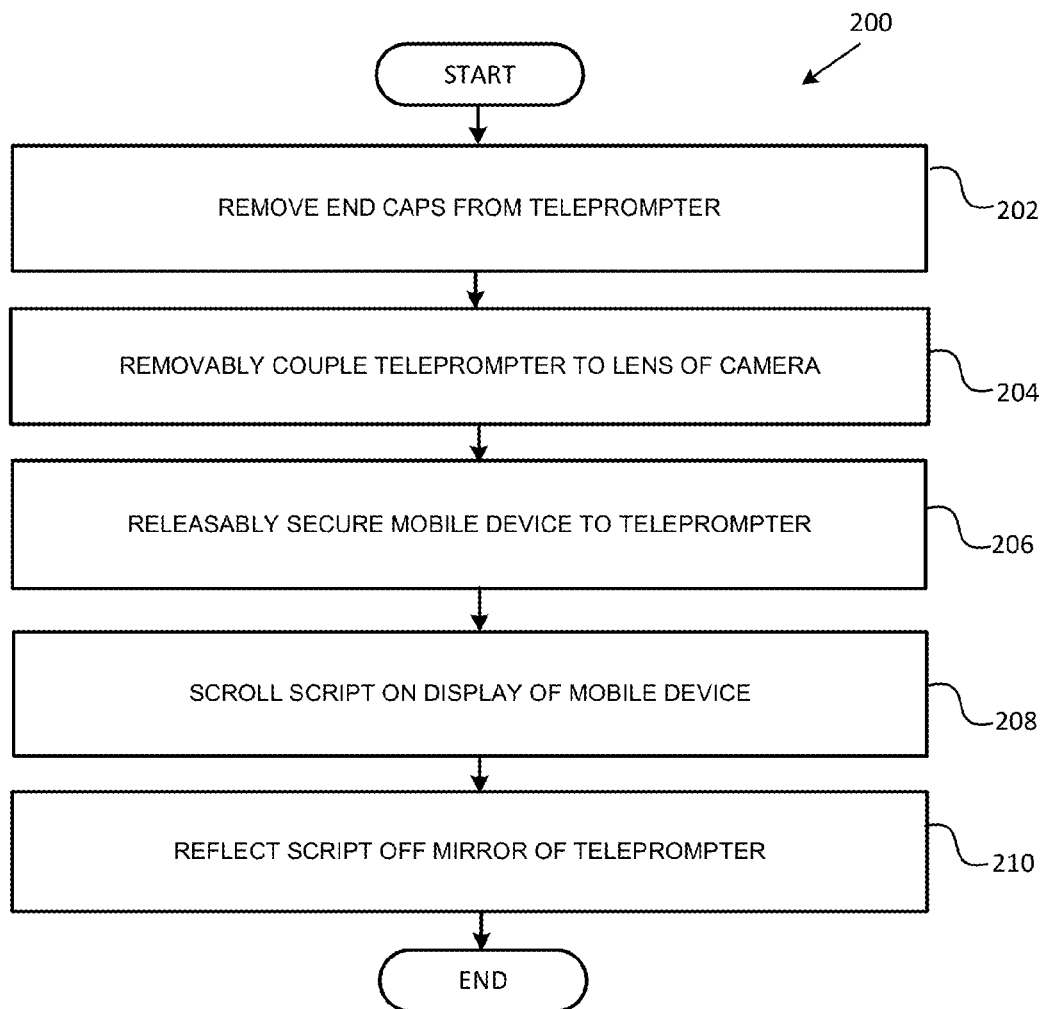 200
START
REMOVE END CAPS FROM TELEPROMPTER
202
REMOVABLY COUPLE TELEPROMPTER TO LENS OF CAMERA
204
RELEASABLY SECURE MOBILE DEVICE TO TELEPROMPTER
206
SCROLL SCRIPT ON DISPLAY OF MOBILE DEVICE
208
REFLECT SCRIPT OFF MIRROR OF TELEPROMPTER
210
END